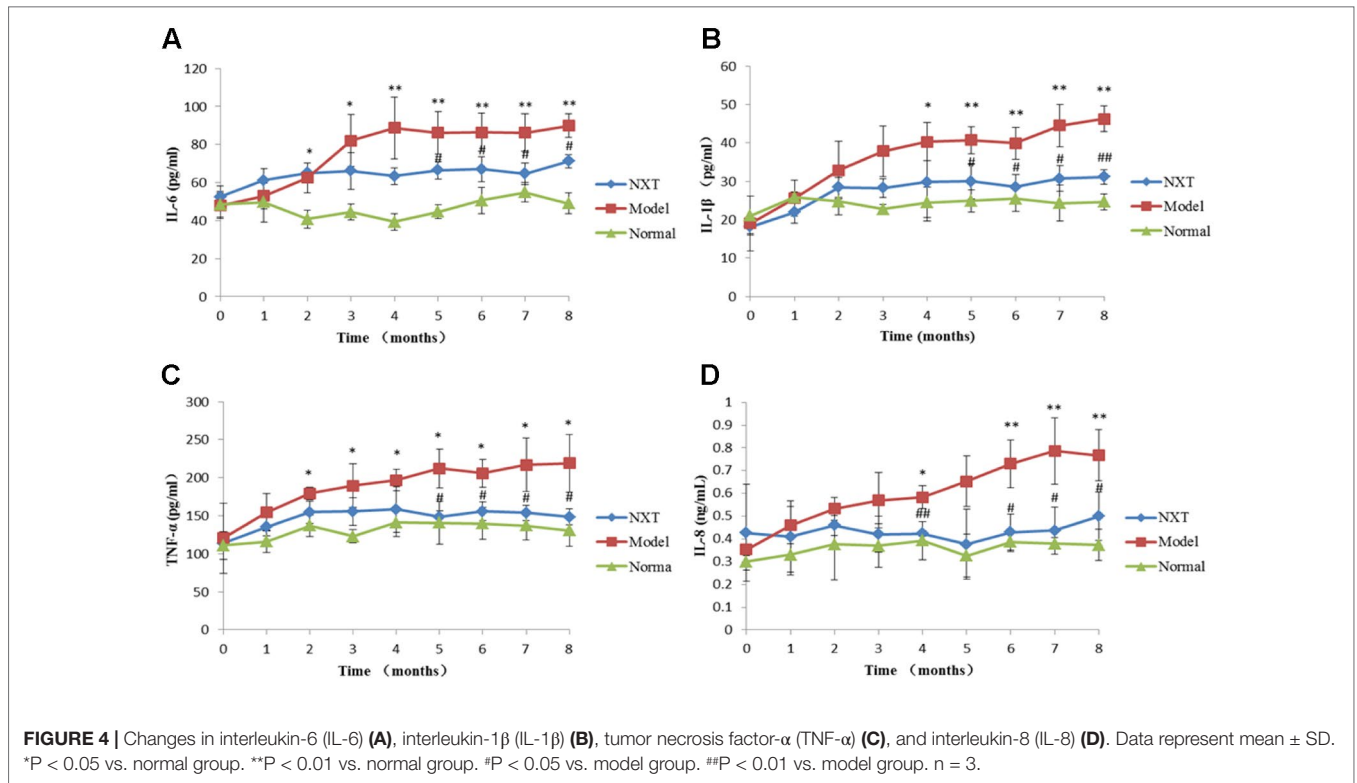 A
IL-6 (pg/ml)
120
100
80
60
40
20
0
* ** ** ** ** **
*
# # # #
0 1 2 3 4 5 6 7 8
Time （months）
NXT
Model
Normal
B
IL-1β （pg/ml）
60
50
40
30
20
10
0
* ** ** ** **
# # # ##
0 1 2 3 4 5 6 7 8
Time (months)
NXT
Model
Normal
C
TNF-α (pg/ml)
300
250
200
150
100
50
0
* * * * * * *
# # # #
0 1 2 3 4 5 6 7 8
Time （months）
NXT
Model
Norma
D
IL-8 (ng/mL)
1
0.9
0.8
0.7
0.6
0.5
0.4
0.3
0.2
0.1
0
* ** ** **
## # # #
0 1 2 3 4 5 6 7 8
Time （months）
NXT
Model
Normal
FIGURE 4 | Changes in interleukin-6 (IL-6) (A), interleukin-1β (IL-1β) (B), tumor necrosis factor-α (TNF-α) (C), and interleukin-8 (IL-8) (D). Data represent mean ± SD.
*P < 0.05 vs. normal group. **P < 0.01 vs. normal group. #P < 0.05 vs. model group. ##P < 0.01 vs. model group. n = 3.